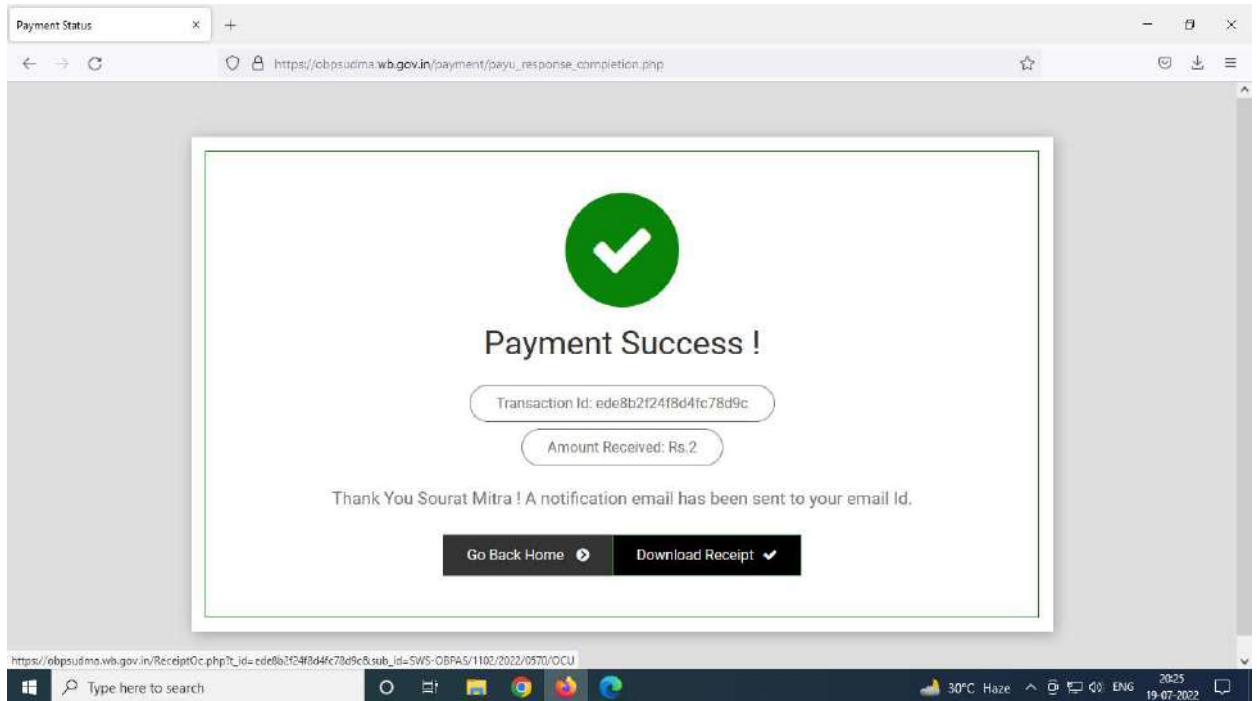 Payment Status
https://obpsudma.wb.gov.in/payment/payu_response_completion.php
Payment Success !
Transaction Id: ede8b2f24f8d4fc78d9c
Amount Received: Rs.2
Thank You Sourat Mitra ! A notification email has been sent to your email Id.
Go Back Home
Download Receipt
https://obpsudma.wb.gov.in/ReceiptOc.php?t_id=ede8b2f24f8d4fc78d9c&sub_id=SWS-OBPAS/1102/2022/0570/OCU
Type here to search
30°C Haze
ENG
20:25
19-07-2022